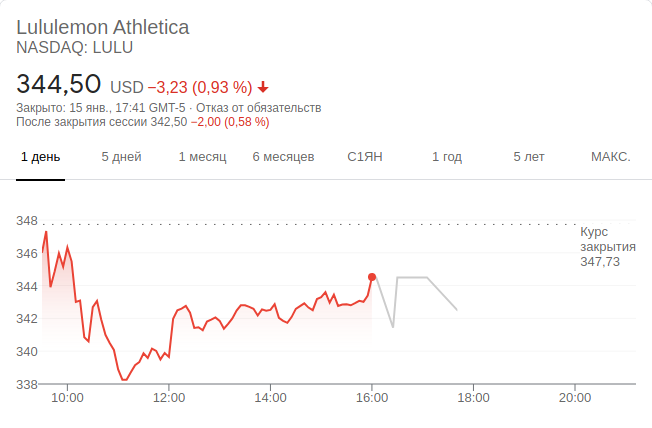 Lululemon Athletica
NASDAQ: LULU
344,50 USD −3,23 (0,93 %)
Закрыто: 15 янв., 17:41 GMT-5 · Отказ от обязательств
После закрытия сессии 342,50 −2,00 (0,58 %)
1 день 5 дней 1 месяц 6 месяцев С1ЯН 1 год 5 лет МАКС.
348
Курс
закрытия
347,73
346
344
342
340
338
10:00 12:00 14:00 16:00 18:00 20:00